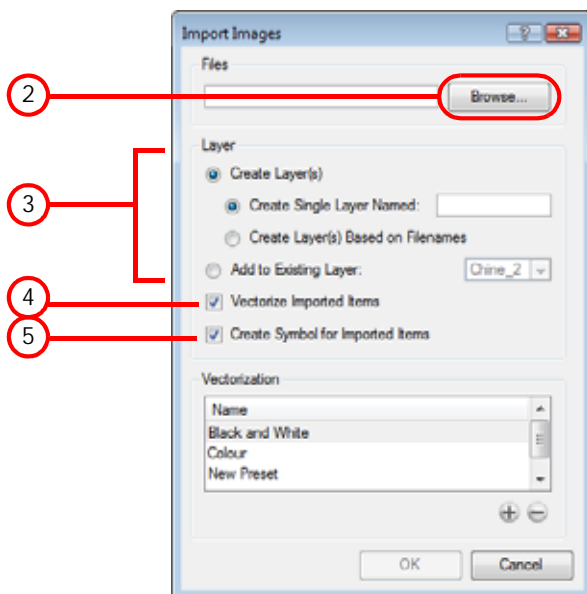 Import Images
Files
2
Browse...
Layer
3
Create Layer(s)
Create Single Layer Named:
Create Layer(s) Based on Filenames
Add to Existing Layer:
Chine_2
4
Vectorize Imported Items
5
Create Symbol for Imported Items
Vectorization
Name
Black and White
Colour
New Preset
OK
Cancel